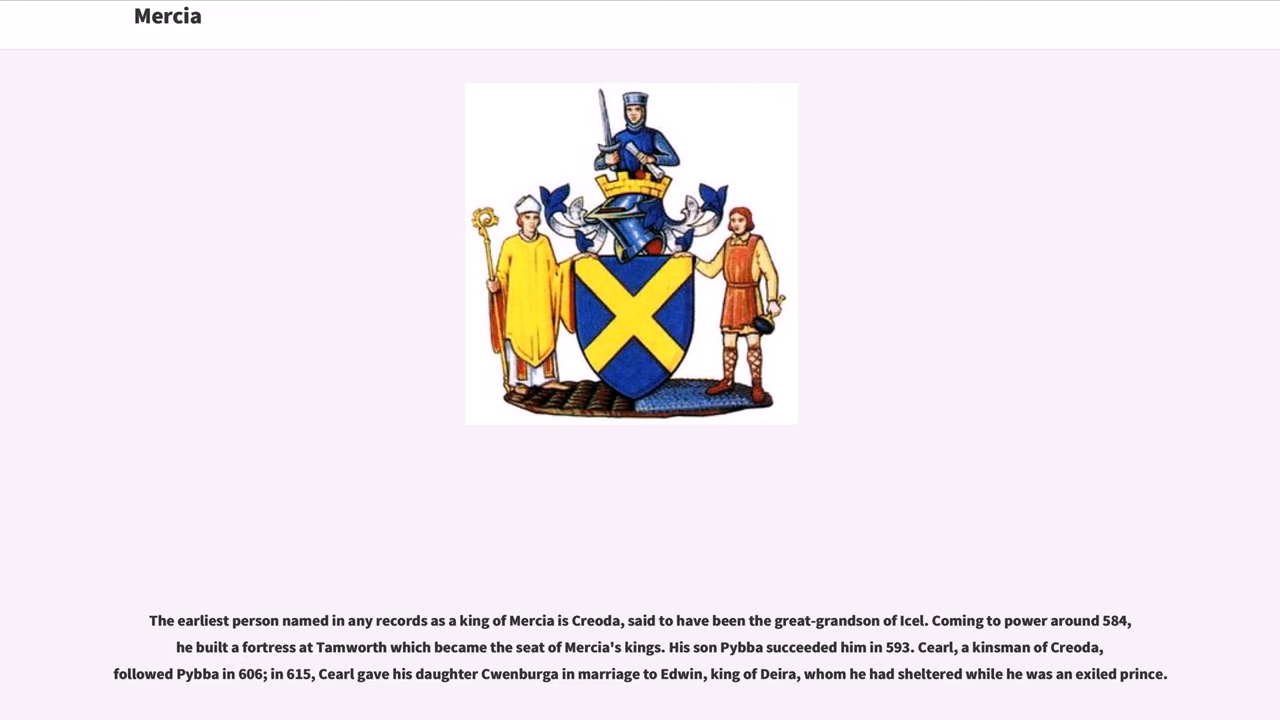 Mercia
The earliest person named in any records as a king of Mercia is Creoda, said to have been the great-grandson of Icel. Coming to power around 584,
he built a fortress at Tamworth which became the seat of Mercia's kings. His son Pybba succeeded him in 593. Cearl, a kinsman of Creoda,
followed Pybba in 606; in 615, Cearl gave his daughter Cwenburga in marriage to Edwin, king of Deira, whom he had sheltered while he was an exiled prince.